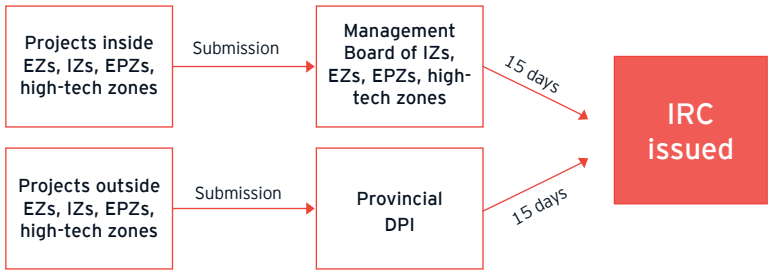 Projects inside
EZs, IZs, EPZs,
high-tech zones
Submission
Management
Board of IZs,
EZs, EPZs, high-
tech zones
15 days
IRC
issued
Projects outside
EZs, IZs, EPZs,
high-tech zones
Submission
Provincial
DPI
15 days